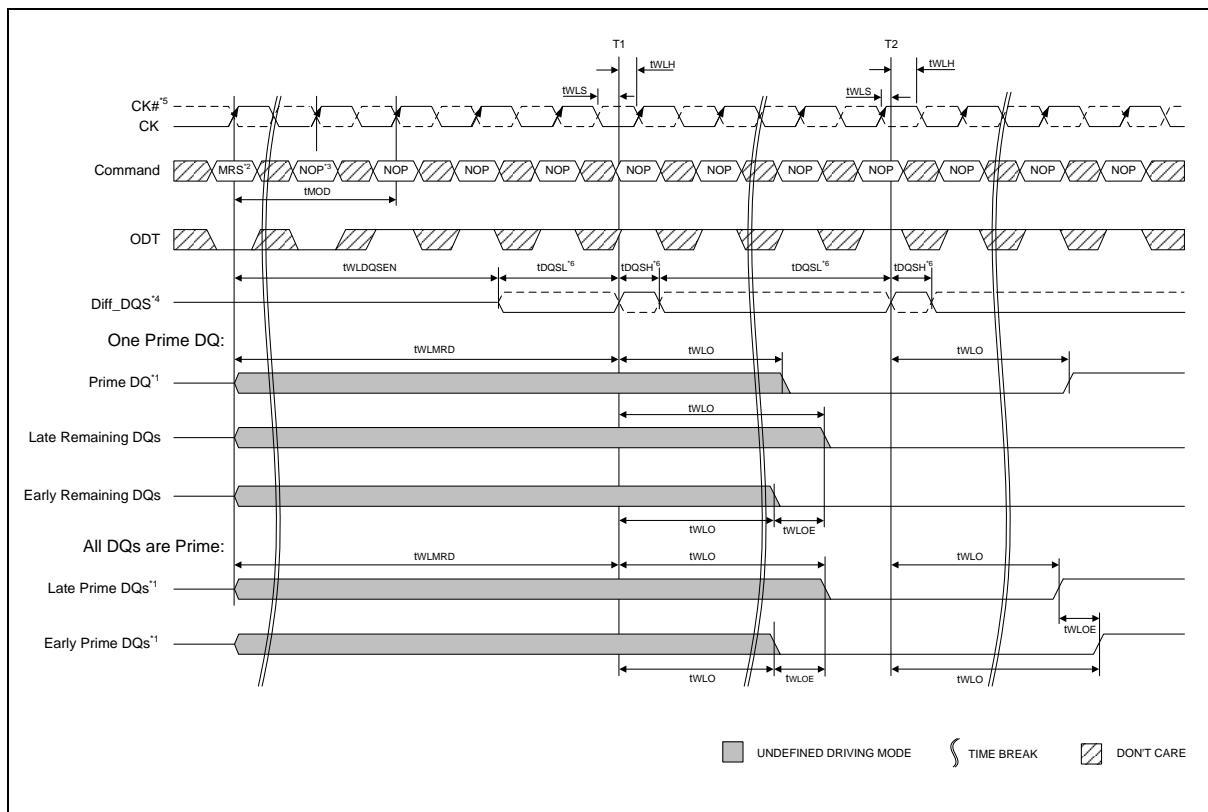 T1 T2
tWLH tWLH
tWLS tWLS
CK#*5
CK
Command MRS*2 NOP*3 NOP NOP NOP NOP NOP NOP NOP NOP NOP NOP
tMOD
ODT
tWLDQSEN tDQSL*6 tDQSH*6 tDQSL*6 tDQSH*6
Diff_DQS*4
One Prime DQ:
tWLMRD tWLO tWLO
Prime DQ*1
tWLO
Late Remaining DQs
Early Remaining DQs
tWLO tWLOE
All DQs are Prime:
tWLMRD tWLO tWLO
Late Prime DQs*1
tWLOE
Early Prime DQs*1
tWLO tWLOE tWLO
UNDEFINED DRIVING MODE TIME BREAK DON'T CARE